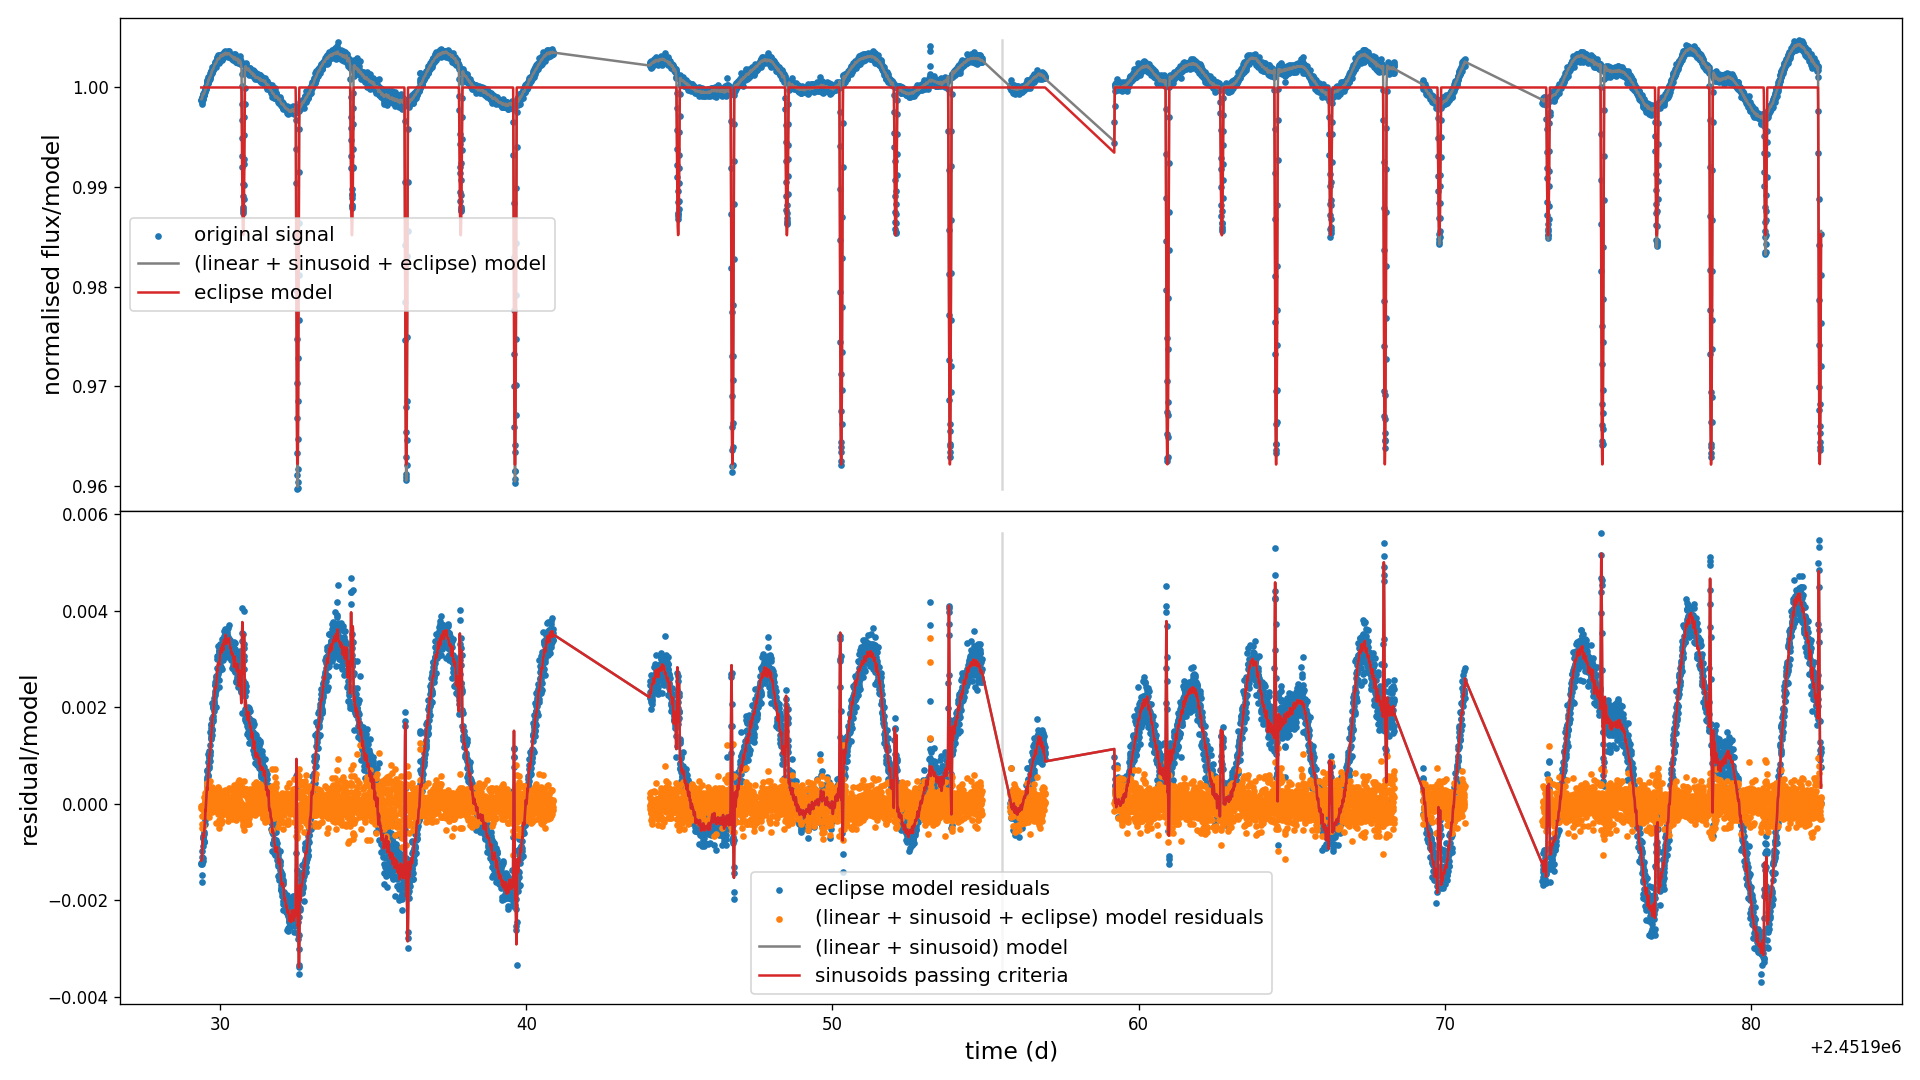 1.00
0.99
0.98
0.97
0.96
normalised flux/model
original signal
(linear + sinusoid + eclipse) model
eclipse model
0.006
0.004
0.002
0.000
−0.002
−0.004
residual/model
eclipse model residuals
(linear + sinusoid + eclipse) model residuals
(linear + sinusoid) model
sinusoids passing criteria
30
40
50
60
70
80
time (d)
+2.4519e6